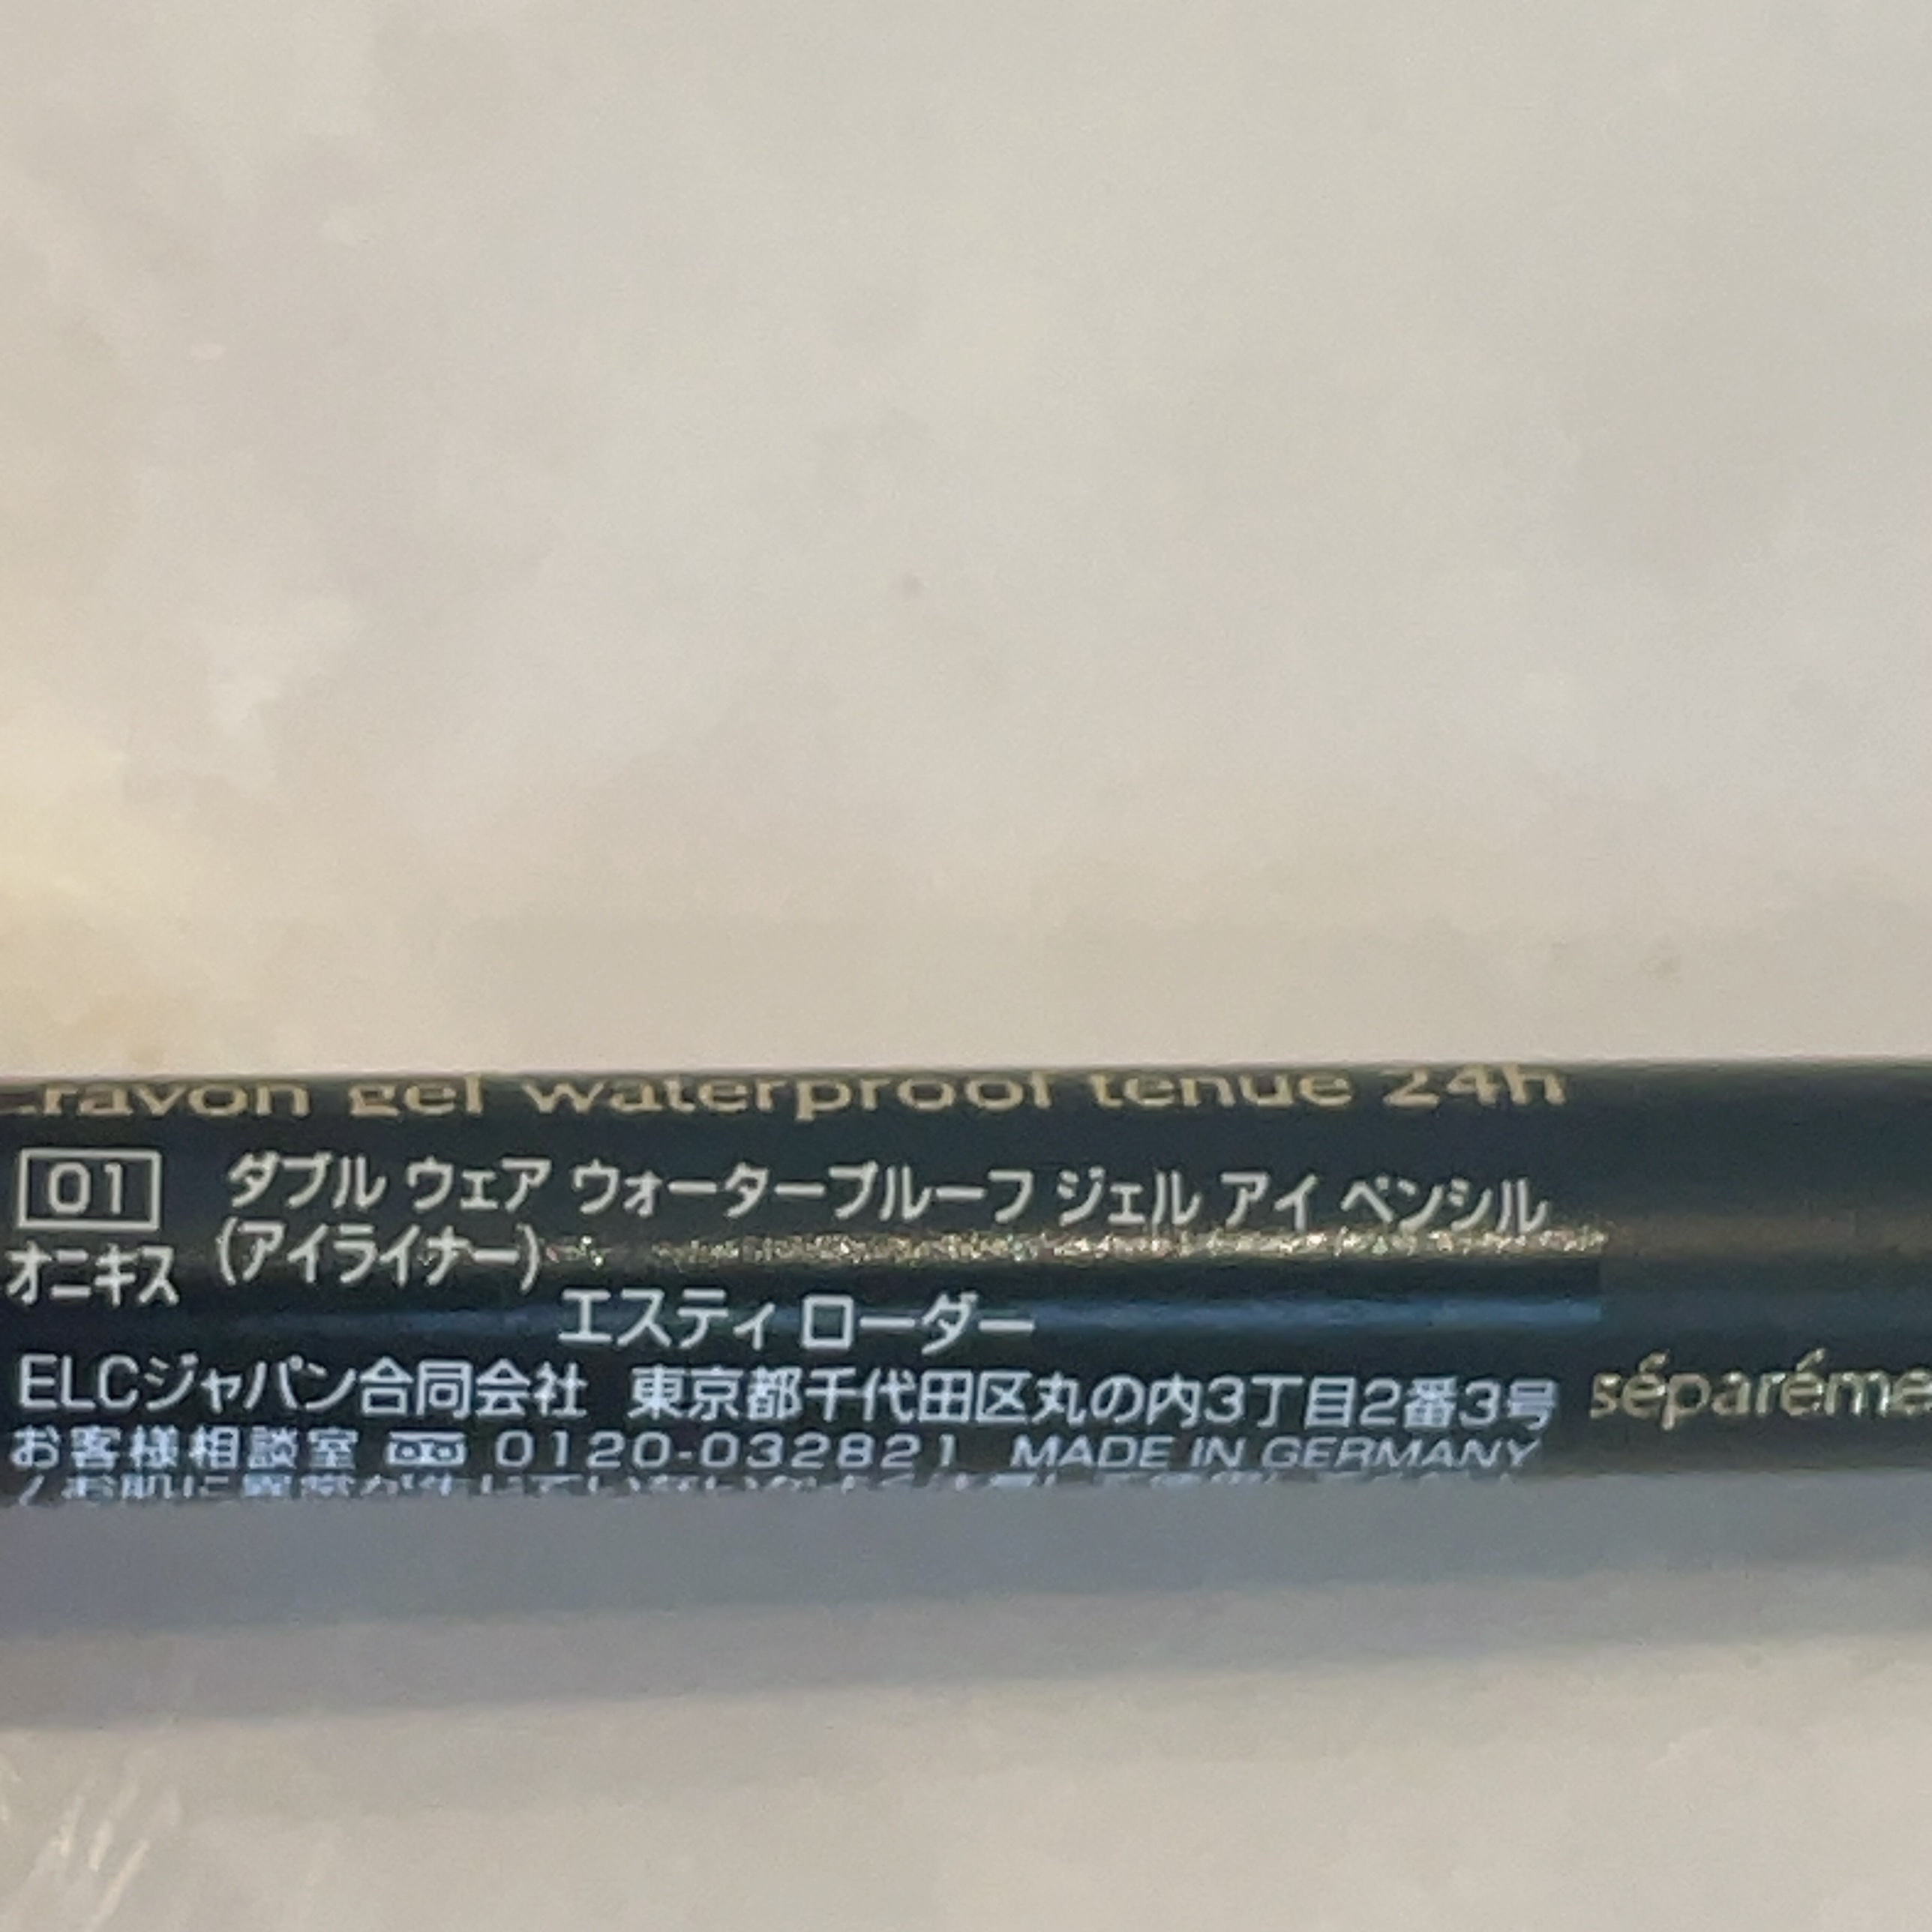 Crayon gel waterproof tenue 24h
01 ダブル ウェア ウォータープルーフ ジェル アイ ペンシル
オニキス (アイライナー)
エスティ ローダー
ELCジャパン合同会社 東京都千代田区丸の内3丁目2番3号
お客様相談室 0120-032821 MADE IN GERMANY